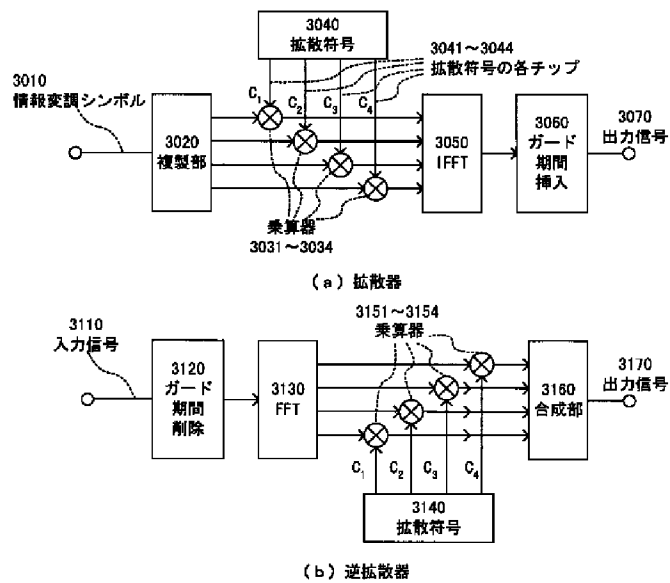 3040
拡散符号
3041～3044
拡散符号の各チップ
3010
情報変調シンボル
C1
C2
C3
C4
3020
複製部
3050
IFFT
3060
ガード
期間
挿入
3070
出力信号
乗算器
3031～3034
(a) 拡散器
3151～3154
乗算器
3110
入力信号
3120
ガード
期間
削除
3130
FFT
3160
合成部
3170
出力信号
C1
C2
C3
C4
3140
拡散符号
(b) 逆拡散器